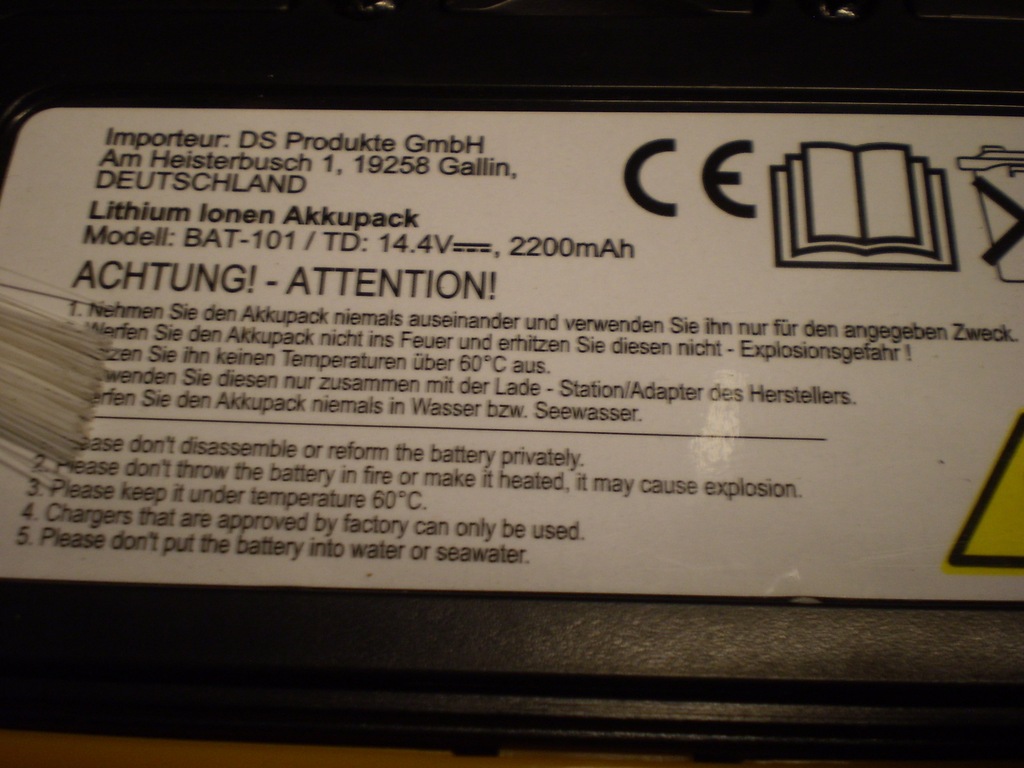 Importeur: DS Produkte GmbH
Am Heisterbusch 1, 19258 Gallin,
DEUTSCHLAND
Lithium Ionen Akkupack
Modell: BAT-101 / TD: 14.4V⎓, 2200mAh
ACHTUNG! - ATTENTION!
1. Nehmen Sie den Akkupack niemals auseinander und verwenden Sie ihn nur für den angegeben Zweck.
Werfen Sie den Akkupack nicht ins Feuer und erhitzen Sie diesen nicht - Explosionsgefahr !
Sie ihn keinen Temperaturen über 60°C aus.
Sie diesen nur zusammen mit der Lade - Station/Adapter des Herstellers.
Sie den Akkupack niemals in Wasser bzw. Seewasser.
don't disassemble or reform the battery privately.
2. Please don't throw the battery in fire or make it heated, it may cause explosion.
3. Please keep it under temperature 60°C.
4. Chargers that are approved by factory can only be used.
5. Please don't put the battery into water or seawater.
CE